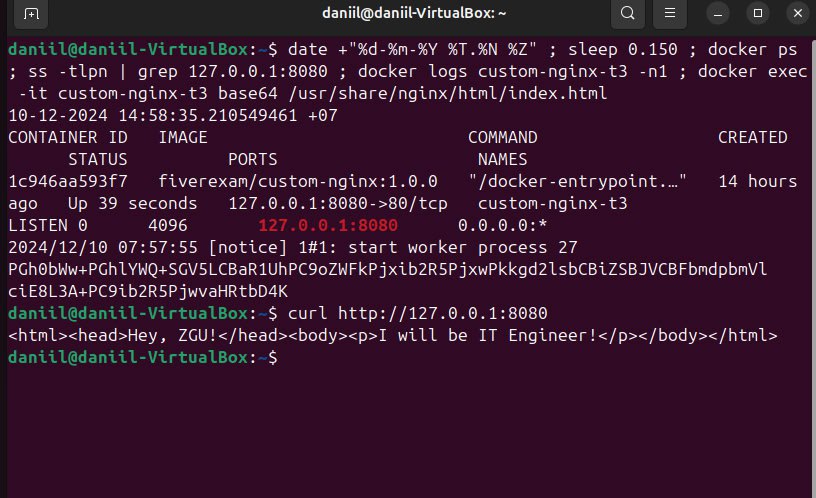 daniil@daniil-VirtualBox: ~
daniil@daniil-VirtualBox:~$ date +"%d-%m-%Y %T.%N %Z" ; sleep 0.150 ; docker ps
; ss -tlpn | grep 127.0.0.1:8080 ; docker logs custom-nginx-t3 -n1 ; docker exec
-it custom-nginx-t3 base64 /usr/share/nginx/html/index.html
10-12-2024 14:58:35.210549461 +07
CONTAINER ID   IMAGE                          COMMAND                  CREATED
      STATUS          PORTS                    NAMES
1c946aa593f7   fiverexam/custom-nginx:1.0.0   "/docker-entrypoint.…"   14 hours
ago   Up 39 seconds   127.0.0.1:8080->80/tcp   custom-nginx-t3
LISTEN 0      4096       127.0.0.1:8080      0.0.0.0:*
2024/12/10 07:57:55 [notice] 1#1: start worker process 27
PGh0bWw+PGhlYWQ+SGV5LCBaR1UhPC9oZWFkPjxib2R5PjxwPkkgd2lsbCBiZSBJVCBFbmdpbmVl
ciE8L3A+PC9ib2R5PjwvaHRtbD4K
daniil@daniil-VirtualBox:~$ curl http://127.0.0.1:8080
<html><head>Hey, ZGU!</head><body><p>I will be IT Engineer!</p></body></html>
daniil@daniil-VirtualBox:~$